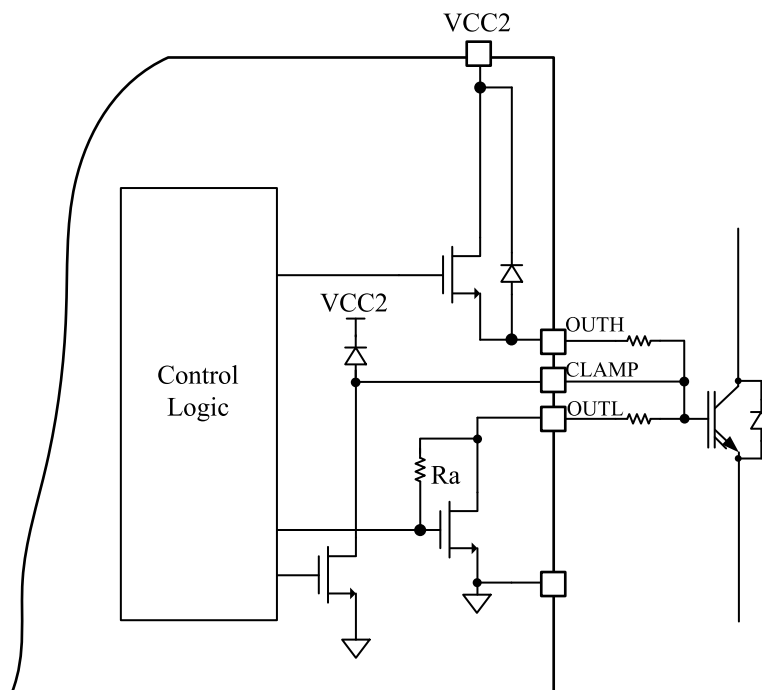 VCC2
VCC2
OUTH
CLAMP
Control
Logic
OUTL
Ra